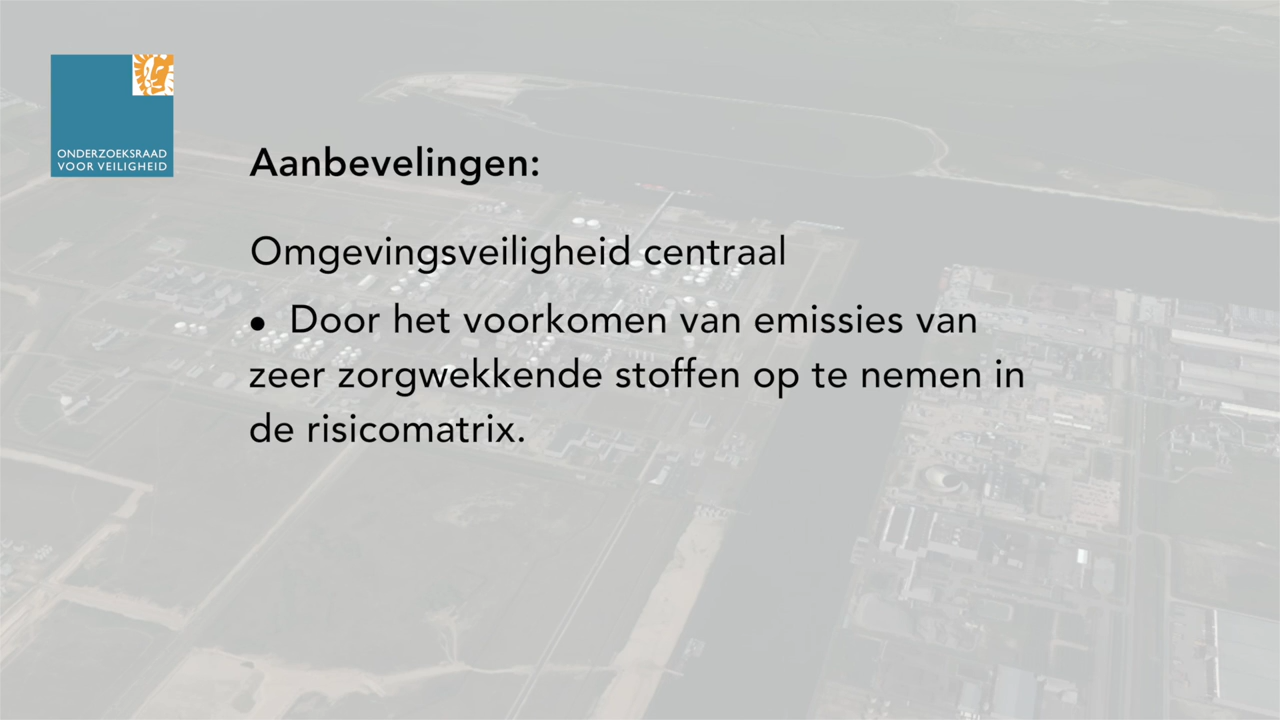 ONDERZOEKSRAAD
VOOR VEILIGHEID
Aanbevelingen:
Omgevingsveiligheid centraal
• Door het voorkomen van emissies van
zeer zorgwekkende stoffen op te nemen in
de risicomatrix.